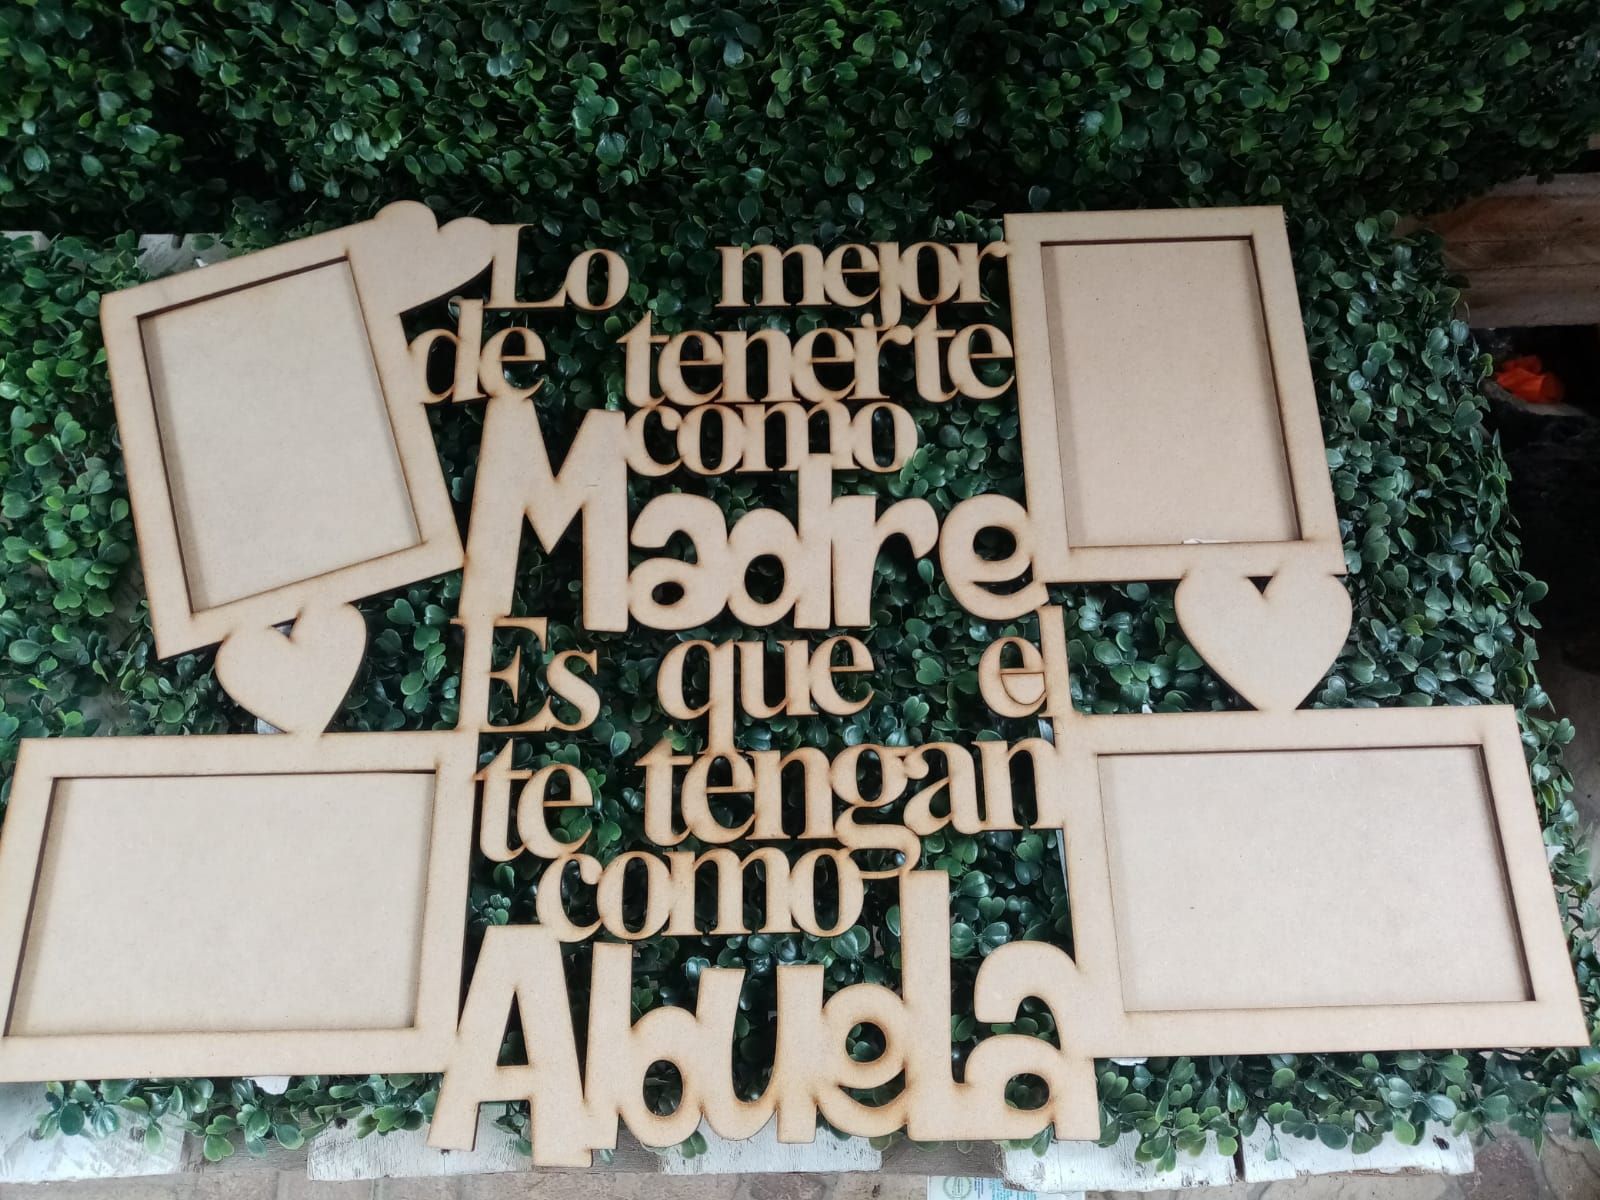 Lo mejor
de tenerte
como
Madre
Es que el
te tengan
como
Abuela